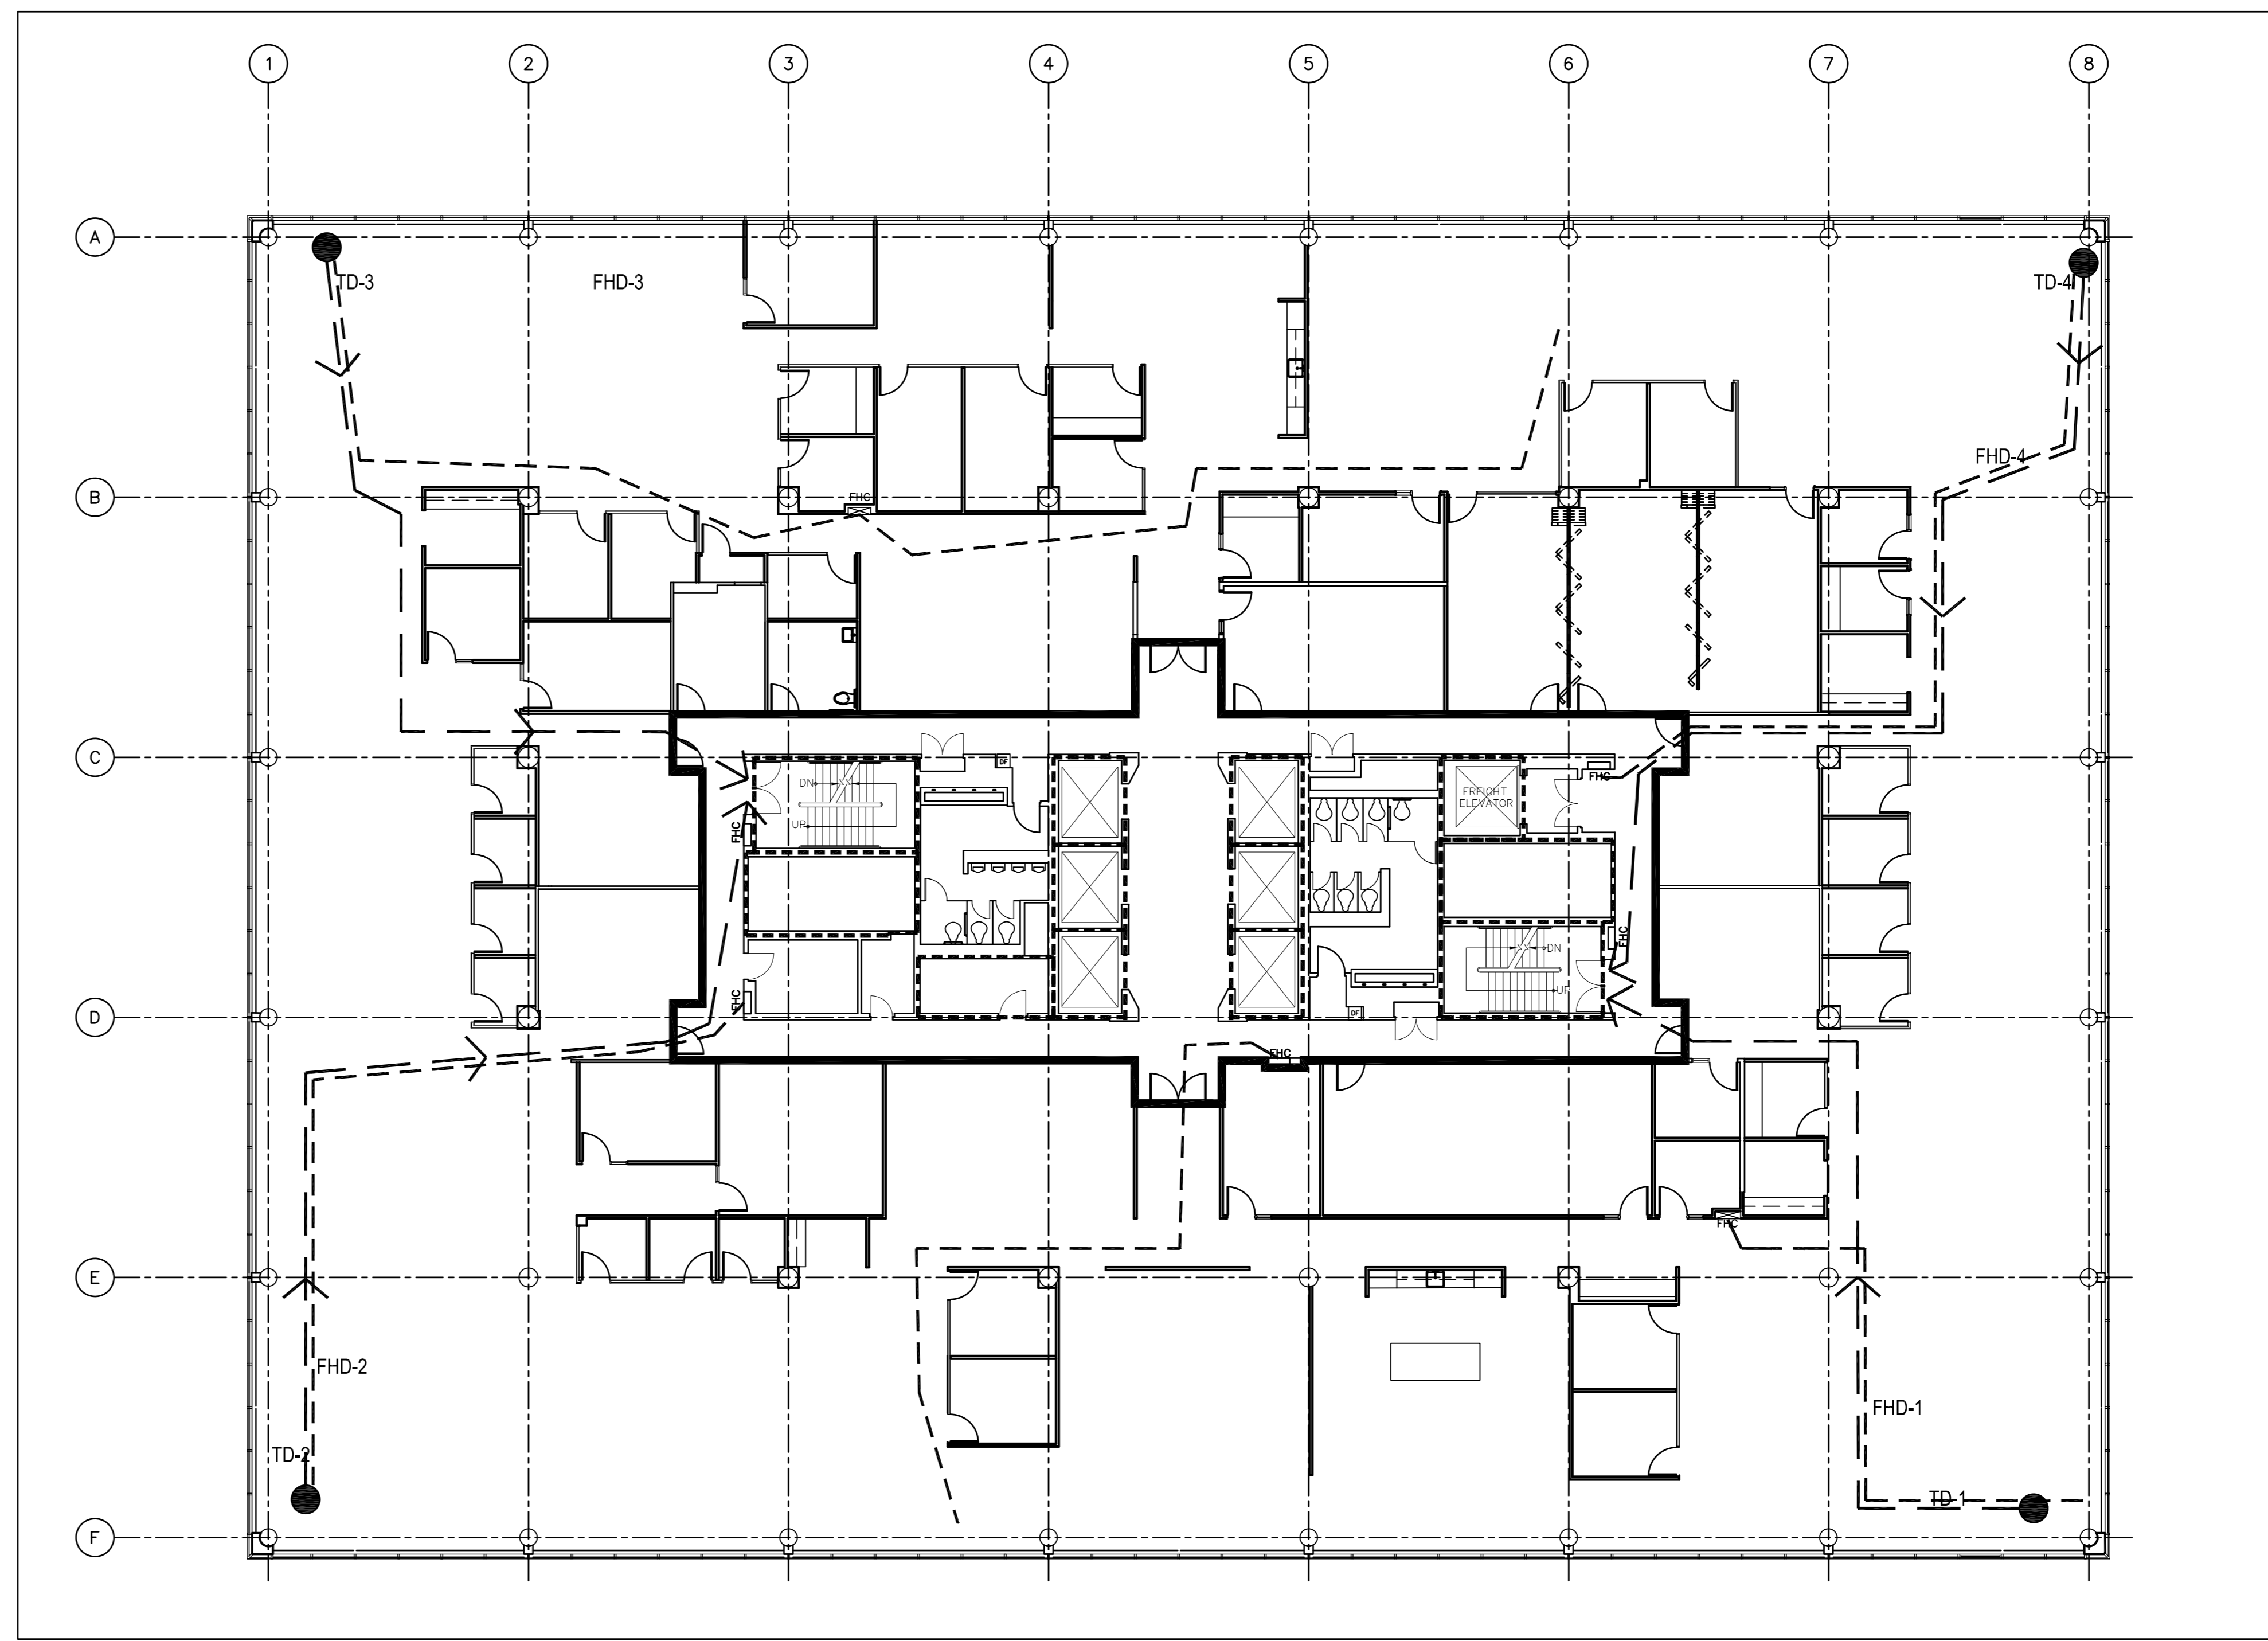 1 2 3 4 5 6 7 8
A
TD-3
FHD-3
TD-4
FHD-4
B
FHC
C
DF
DN
UP
FHC
FHC
FREIGHT
ELEVATOR
FHC
DN
UP
FHC
D
DF
FHC
FHC
E
FHD-2
FHD-1
TD-2
TD-1
F